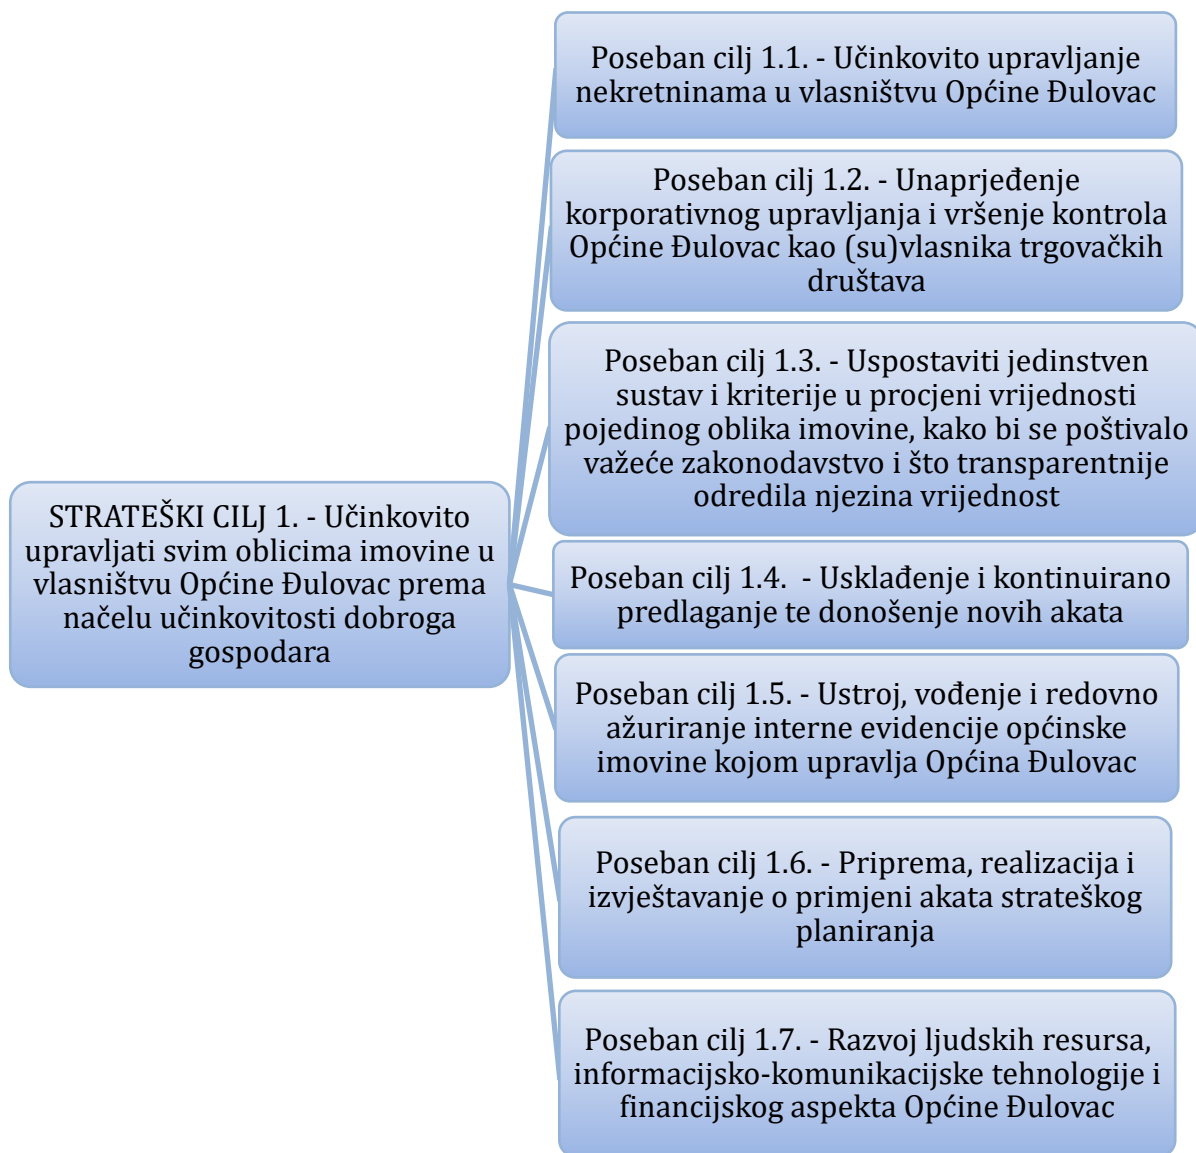 STRATEŠKI CILJ 1. - Učinkovito
upravljati svim oblicima imovine u
vlasništvu Općine Đulovac prema
načelu učinkovitosti dobroga
gospodara
Poseban cilj 1.1. - Učinkovito upravljanje
nekretninama u vlasništvu Općine Đulovac
Poseban cilj 1.2. - Unaprjeđenje
korporativnog upravljanja i vršenje kontrola
Općine Đulovac kao (su)vlasnika trgovačkih
društava
Poseban cilj 1.3. - Uspostaviti jedinstven
sustav i kriterije u procjeni vrijednosti
pojedinog oblika imovine, kako bi se poštivalo
važeće zakonodavstvo i što transparentnije
odredila njezina vrijednost
Poseban cilj 1.4. - Usklađenje i kontinuirano
predlaganje te donošenje novih akata
Poseban cilj 1.5. - Ustroj, vođenje i redovno
ažuriranje interne evidencije općinske
imovine kojom upravlja Općina Đulovac
Poseban cilj 1.6. - Priprema, realizacija i
izvještavanje o primjeni akata strateškog
planiranja
Poseban cilj 1.7. - Razvoj ljudskih resursa,
informacijsko-komunikacijske tehnologije i
financijskog aspekta Općine Đulovac